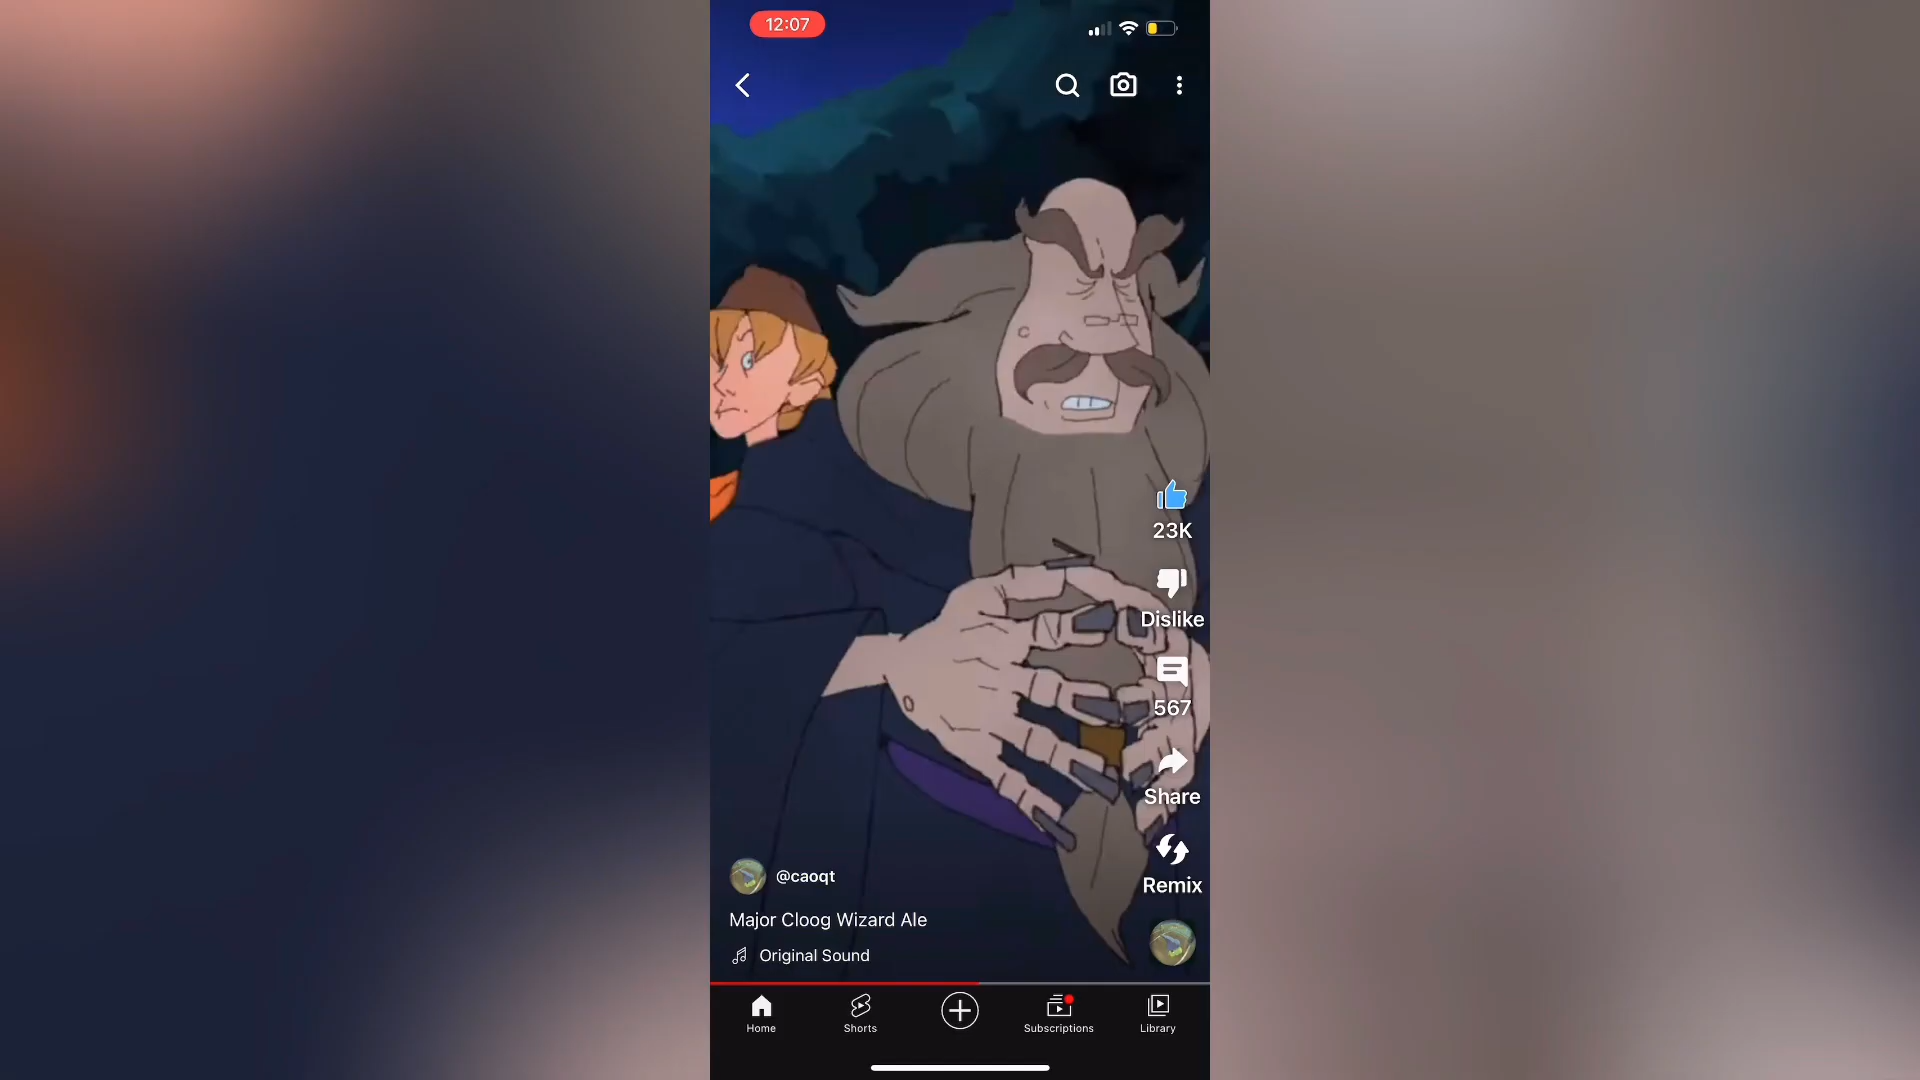 12:07
23K
Dislike
567
Share
Remix
@caoqt
Major Cloog Wizard Ale
Original Sound
Home
Shorts
Subscriptions
Library